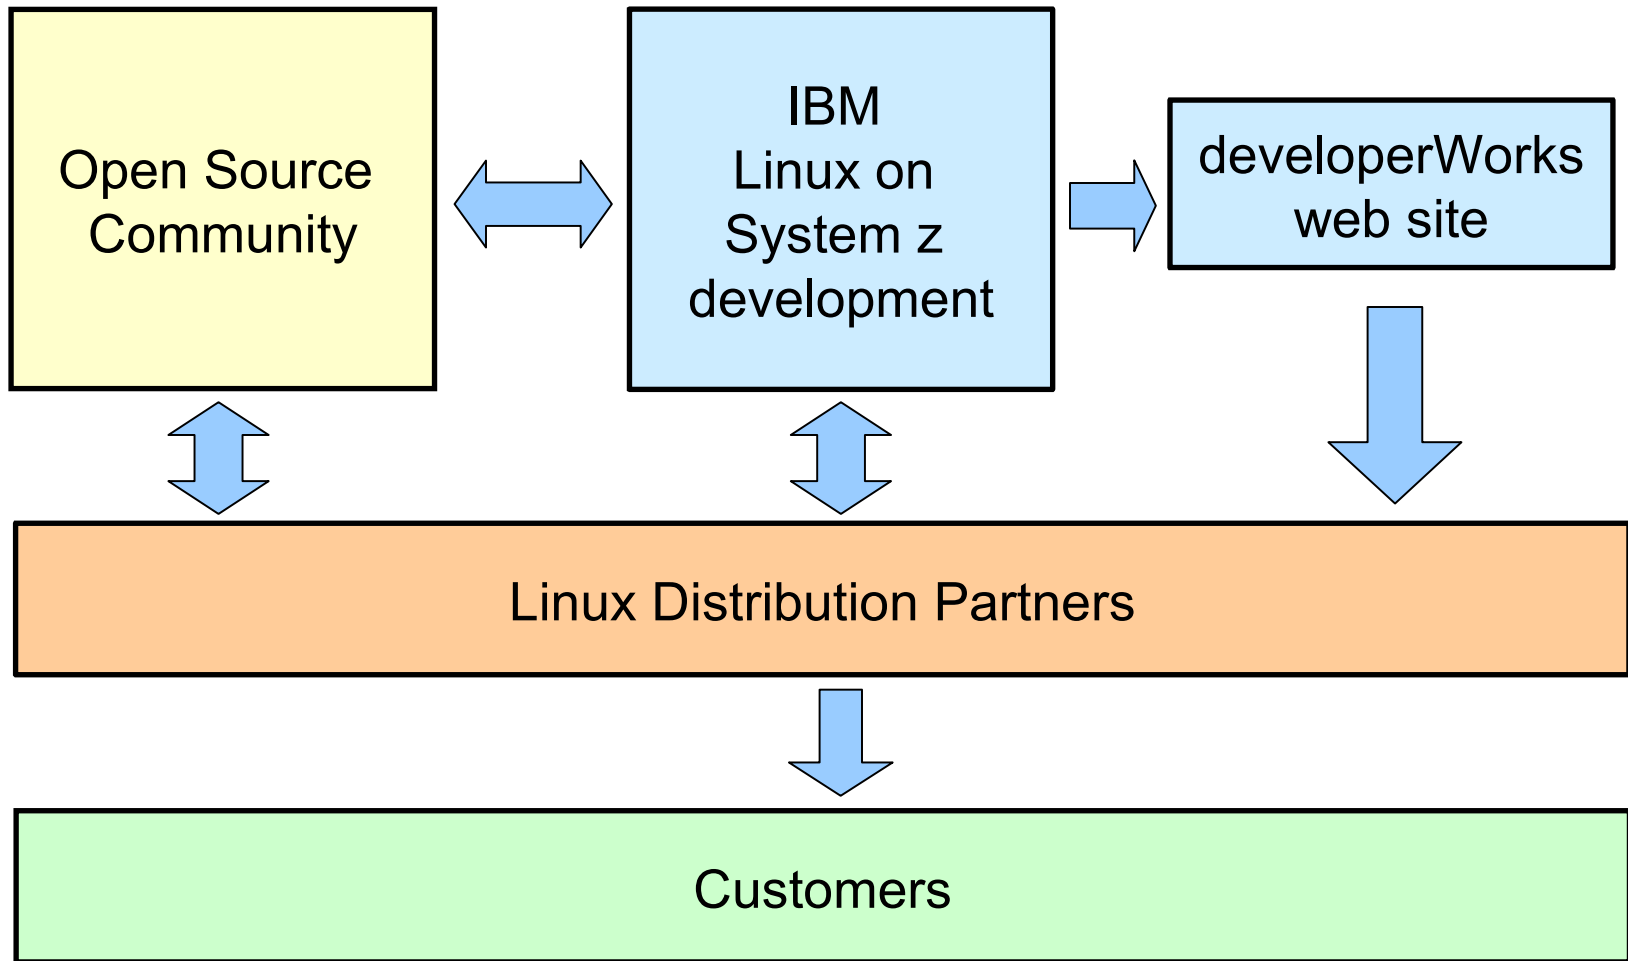 Open Source
Community
IBM
Linux on
System z
development
developerWorks
web site
Linux Distribution Partners
Customers